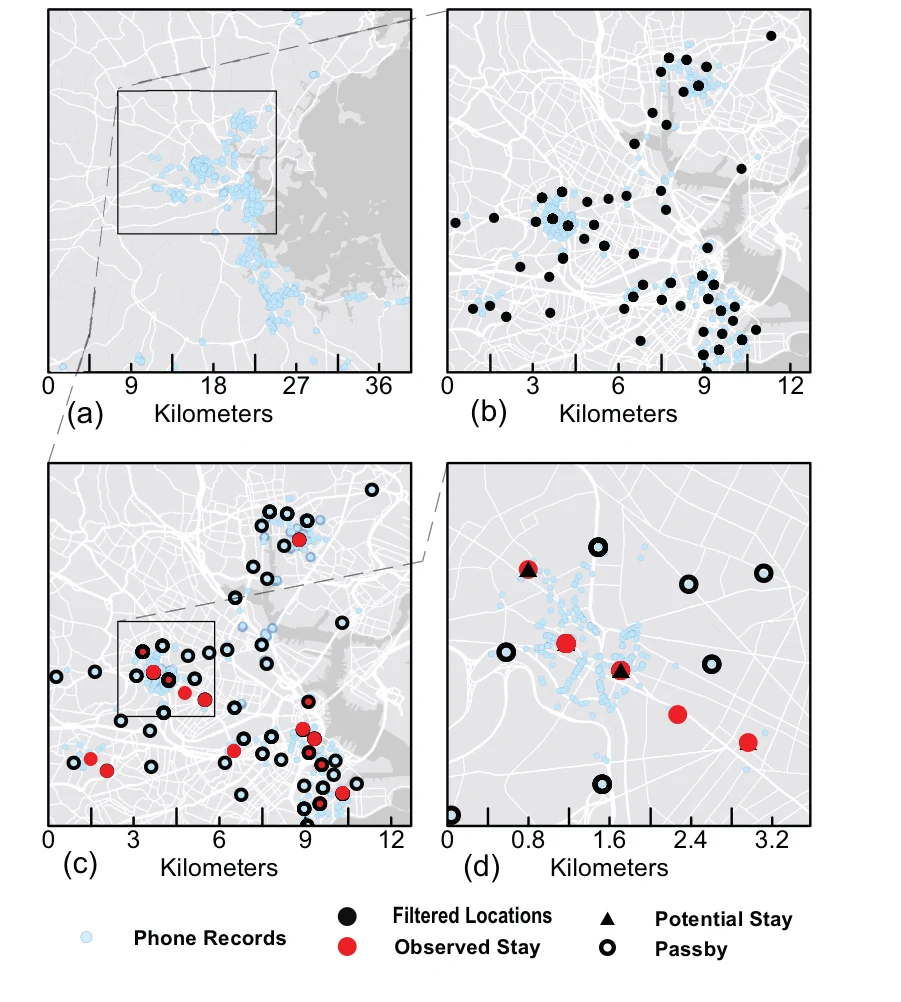 0 9 18 27 36
(a) Kilometers
0 3 6 9 12
(b) Kilometers
0 3 6 9 12
(c) Kilometers
0 0.8 1.6 2.4 3.2
(d) Kilometers
Phone Records
Filtered Locations
Observed Stay
Potential Stay
Passby